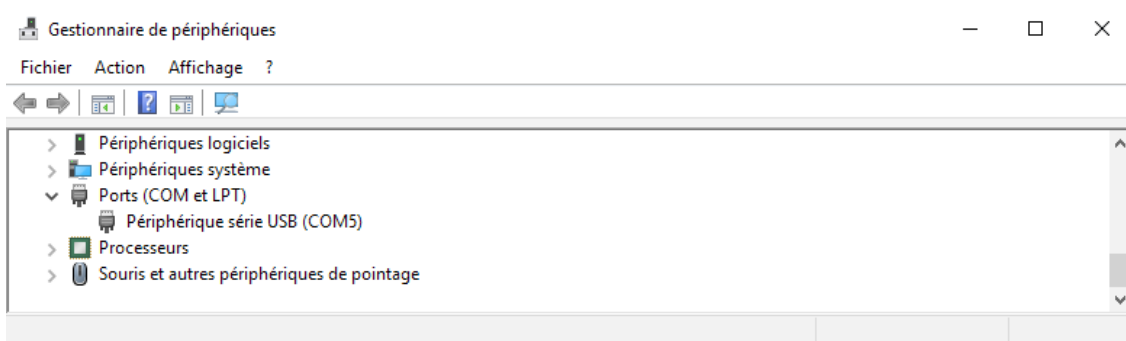 Gestionnaire de périphériques
Fichier Action Affichage ?
Périphériques logiciels
Périphériques système
Ports (COM et LPT)
Périphérique série USB (COM5)
Processeurs
Souris et autres périphériques de pointage